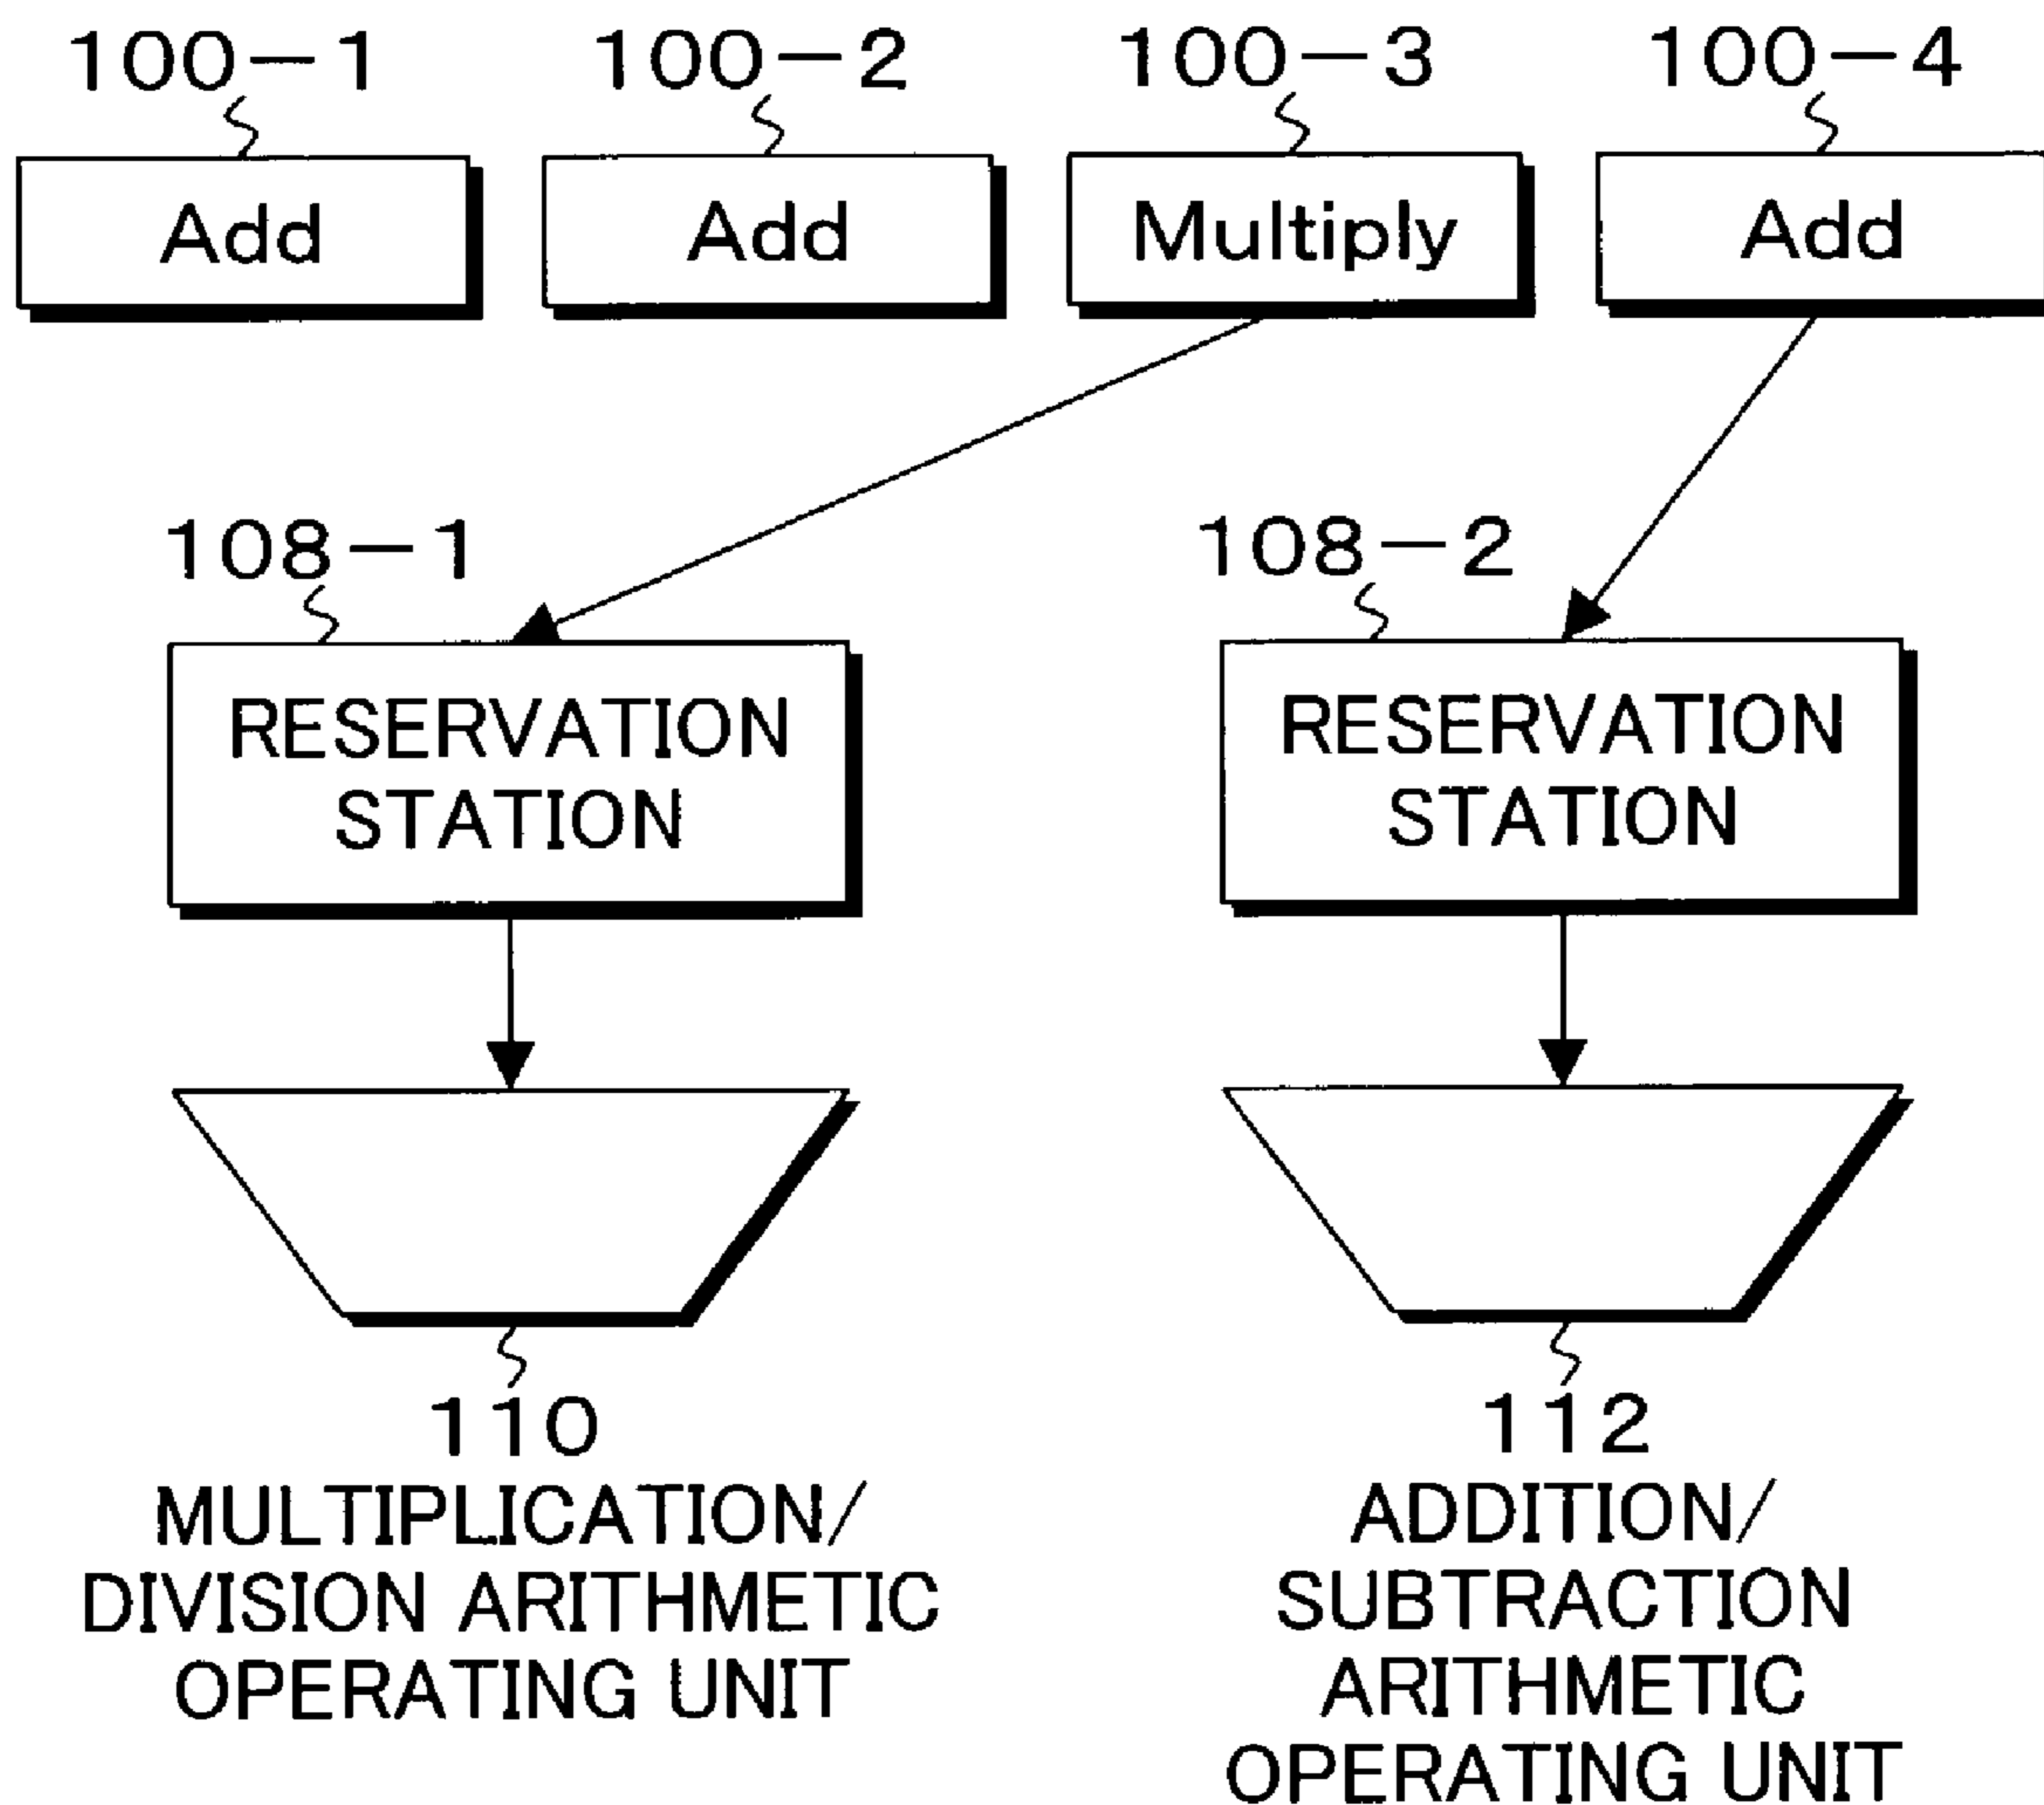 100-1 100-2 100-3 100-4
Add Add Multiply Add
108-1 108-2
RESERVATION
STATION
RESERVATION
STATION
110
MULTIPLICATION/
DIVISION ARITHMETIC
OPERATING UNIT
112
ADDITION/
SUBTRACTION
ARITHMETIC
OPERATING UNIT